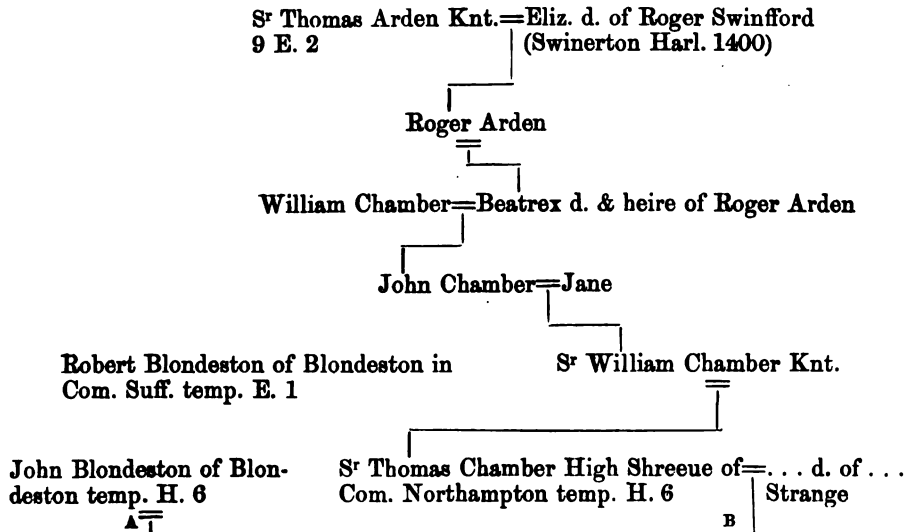 Sr Thomas Arden Knt.=Eliz. d. of Roger Swinfford
9 E. 2 (Swinerton Harl. 1400)
Roger Arden
William Chamber=Beatrex d. & heire of Roger Arden
John Chamber=Jane
Robert Blondeston of Blondeston in
Com. Suff. temp. E. 1
Sr William Chamber Knt.
John Blondeston of Blon-
deston temp. H. 6
A
Sr Thomas Chamber High Shreeue of=. . . d. of . . .
Com. Northampton temp. H. 6 Strange
B